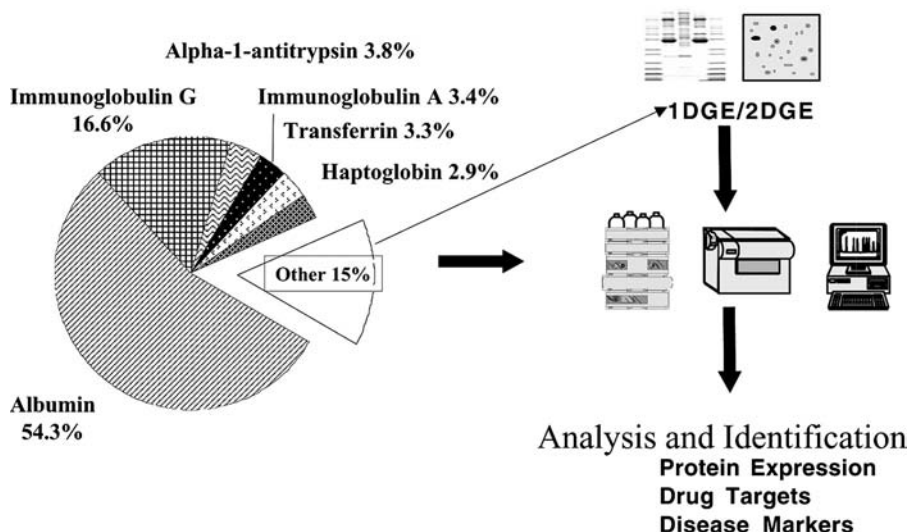 Alpha-1-antitrypsin 3.8%
Immunoglobulin G
16.6%
Immunoglobulin A 3.4%
Transferrin 3.3%
Haptoglobin 2.9%
Other 15%
Albumin
54.3%
1DGE/2DGE
Analysis and Identification
Protein Expression
Drug Targets
Disease Markers